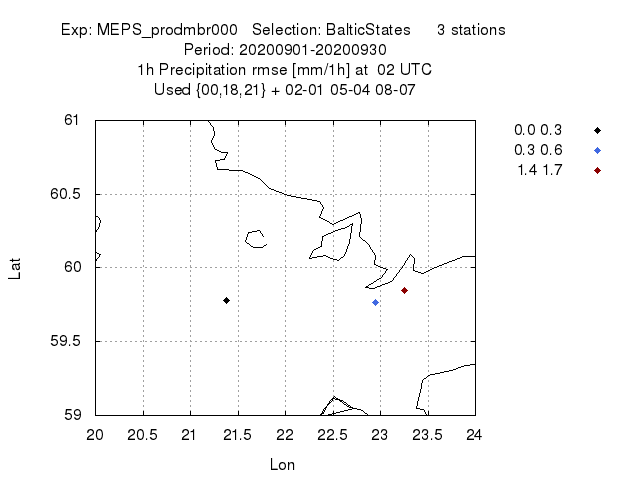 Exp: MEPS_prodmbr000   Selection: BalticStates      3 stations
Period: 20200901-20200930
1h Precipitation rmse [mm/1h] at  02 UTC
Used {00,18,21} + 02-01 05-04 08-07
61
60.5
60
59.5
59
Lat
20 20.5 21 21.5 22 22.5 23 23.5 24
Lon
0.0 0.3
0.3 0.6
1.4 1.7